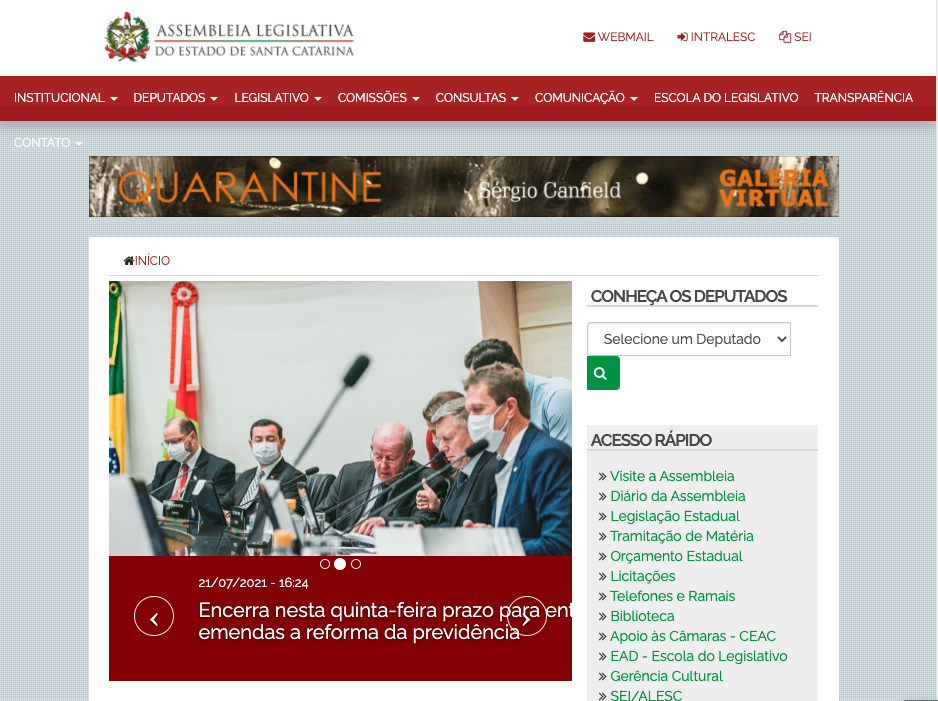 ASSEMBLEIA LEGISLATIVA
DO ESTADO DE SANTA CATARINA
WEBMAIL INTRALESC SEI
INSTITUCIONAL DEPUTADOS LEGISLATIVO COMISSÕES CONSULTAS COMUNICAÇÃO ESCOLA DO LEGISLATIVO TRANSPARÊNCIA
CONTATO
QUARANTINE Sérgio Canfield GALERIA
VIRTUAL
INÍCIO
CONHEÇA OS DEPUTADOS
Selecione um Deputado
21/07/2021 - 16:24
Encerra nesta quinta-feira prazo para ent
emendas a reforma da previdência
ACESSO RÁPIDO
» Visite a Assembleia
» Diário da Assembleia
» Legislação Estadual
» Tramitação de Matéria
» Orçamento Estadual
» Licitações
» Telefones e Ramais
» Biblioteca
» Apoio às Câmaras - CEAC
» EAD - Escola do Legislativo
» Gerência Cultural
» SEI/ALESC